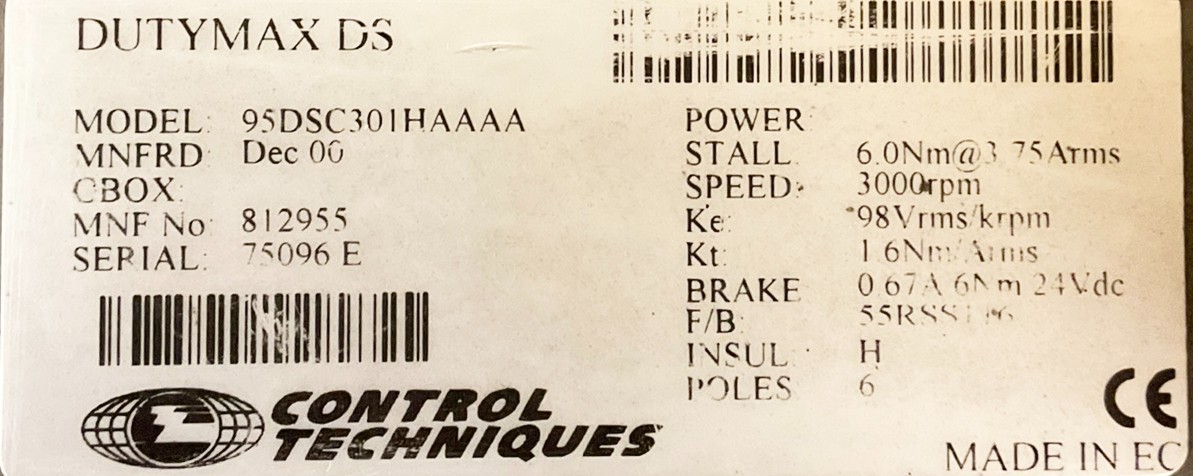 DUTYMAX DS
MODEL: 95DSC301HAAAA
MNFRD Dec 00
CBOX:
MNF No: 812955
SERIAL: 75096 E
POWER:
STALL 6.0Nm@3.75Arms
SPEED: 3000rpm
Ke: 98Vrms/krpm
Kt: 1.6Nm/Arms
BRAKE 0.67A 6Nm 24Vdc
F/B:
INSUL: H
POLES 6
CONTROL
TECHNIQUES
CE
MADE IN EC